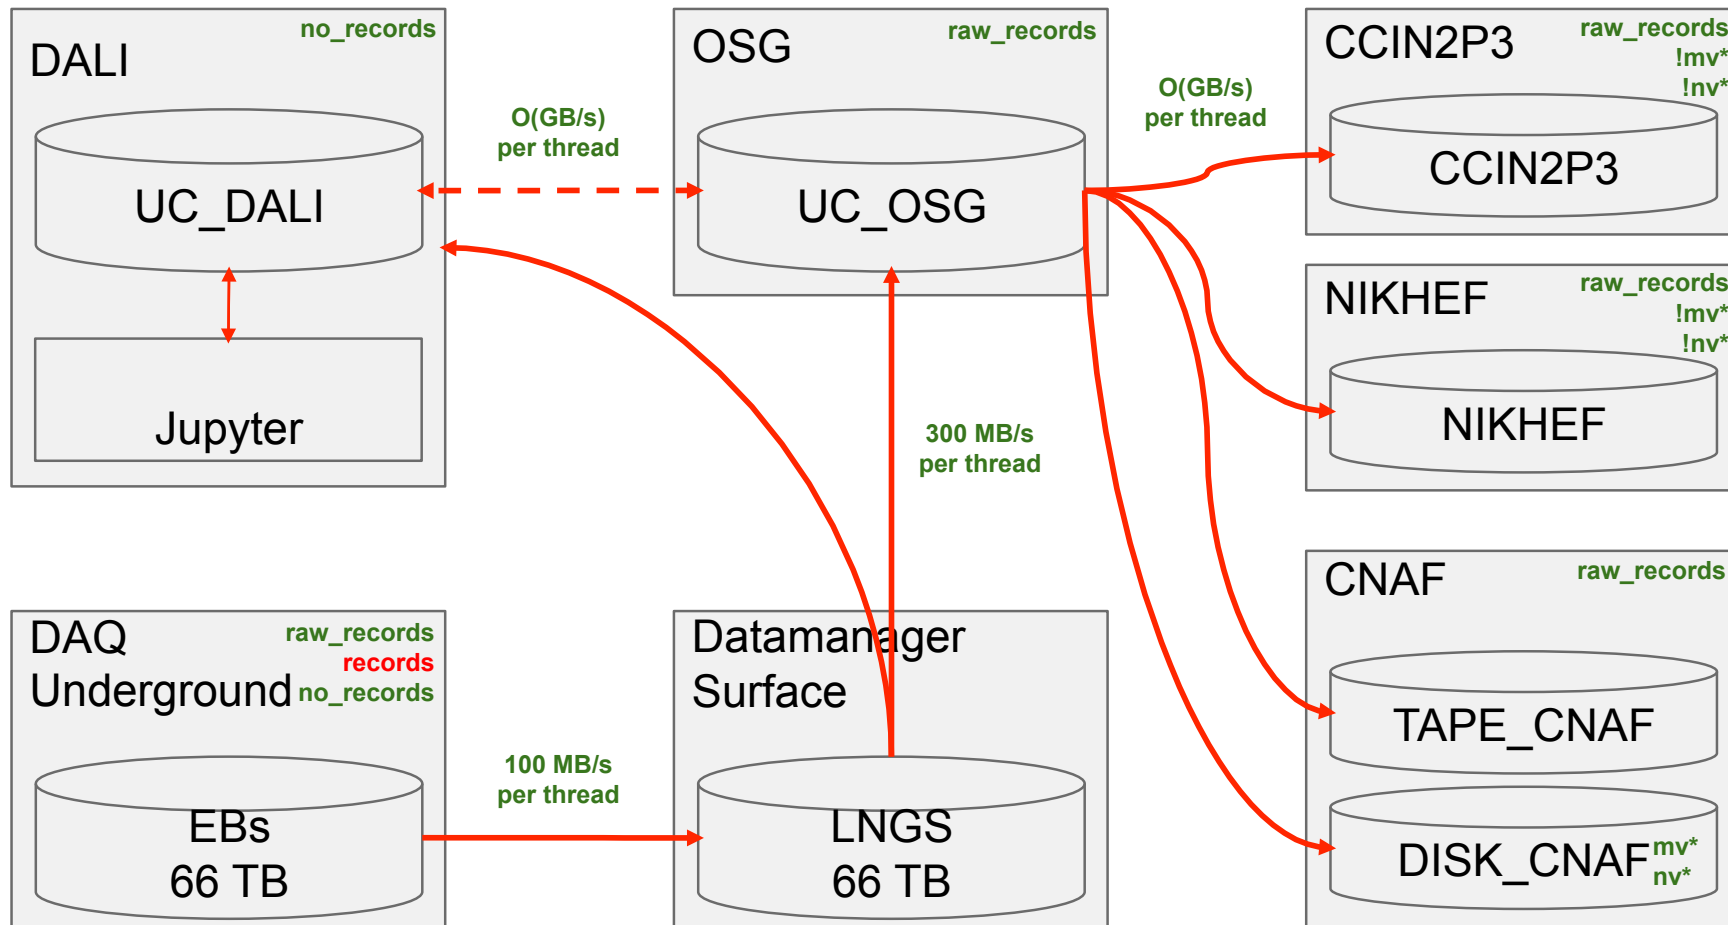 DALI
no_records
UC_DALI
Jupyter
O(GB/s)
per thread
OSG
raw_records
UC_OSG
O(GB/s)
per thread
CCIN2P3
raw_records
!mv*
!nv*
CCIN2P3
NIKHEF
raw_records
!mv*
!nv*
NIKHEF
300 MB/s
per thread
DAQ
Underground
raw_records
records
no_records
EBs
66 TB
100 MB/s
per thread
Datamanager
Surface
LNGS
66 TB
CNAF
raw_records
TAPE_CNAF
DISK_CNAF
mv*
nv*